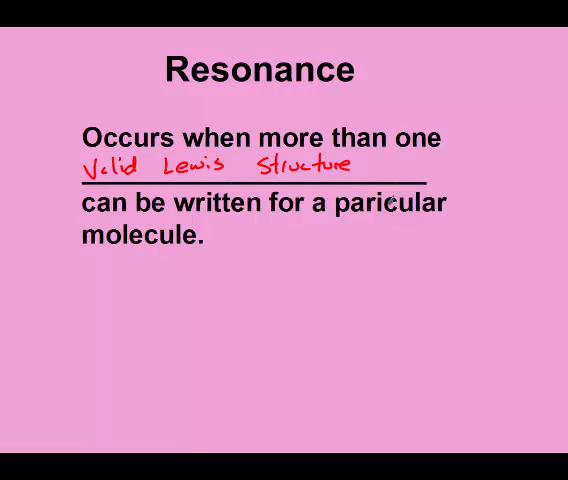 Resonance
Occurs when more than one
Valid Lewis Structure
can be written for a paricular
molecule.